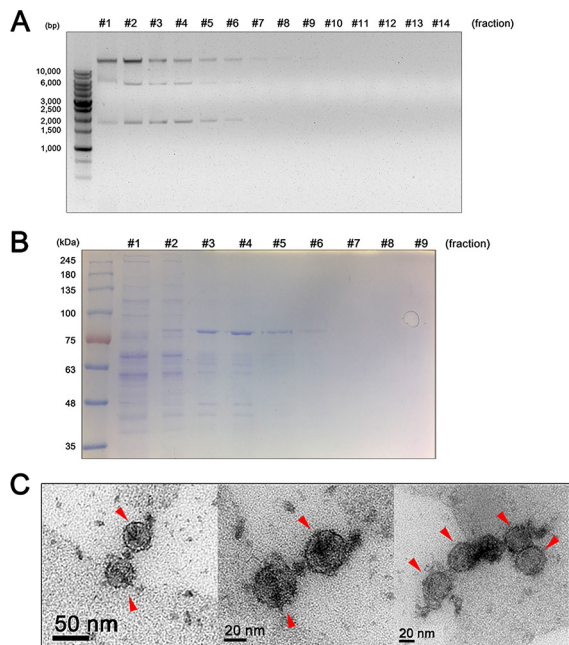 A
(bp) #1 #2 #3 #4 #5 #6 #7 #8 #9 #10 #11 #12 #13 #14 (fraction)
10,000
6,000
3,000
2,500
2,000
1,500
1,000
B
(kDa) #1 #2 #3 #4 #5 #6 #7 #8 #9 (fraction)
245
180
135
100
75
63
48
35
C
50 nm
20 nm
20 nm